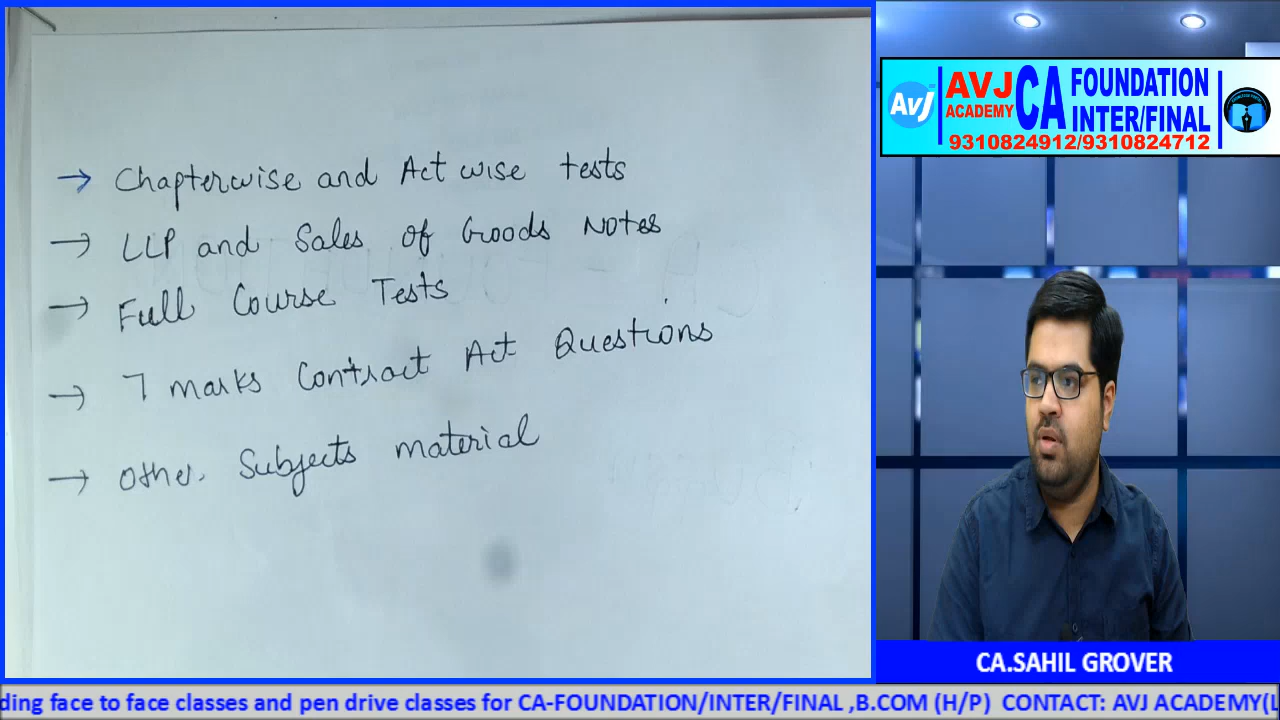 → Chapterwise and Act wise tests
→ LLP and Sales of Goods Notes
→ Full Course Tests
→ 7 marks Contract Act Questions
→ Other Subjects material
AVJ
AVJ
ACADEMY
CA
FOUNDATION
INTER/FINAL
9310824912/9310824712
CA.SAHIL GROVER
ding face to face classes and pen drive classes for CA-FOUNDATION/INTER/FINAL ,B.COM (H/P) CONTACT: AVJ ACADEMY(L